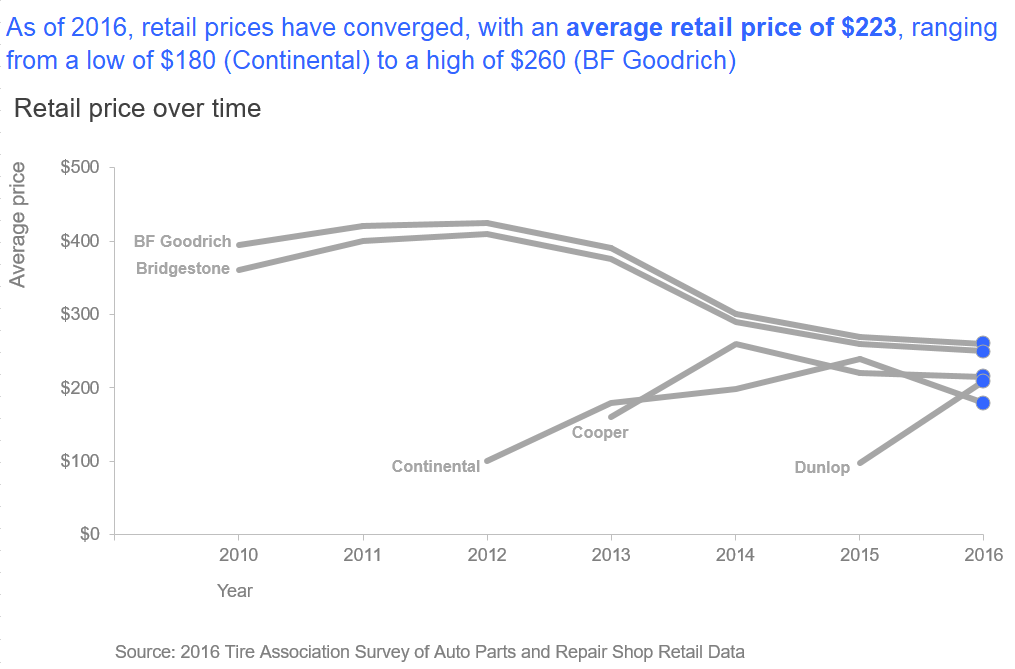 As of 2016, retail prices have converged, with an average retail price of $223, ranging
from a low of $180 (Continental) to a high of $260 (BF Goodrich)
Retail price over time
Average price
$500
$400
$300
$200
$100
$0
BF Goodrich
Bridgestone
Continental
Cooper
Dunlop
2010 2011 2012 2013 2014 2015 2016
Year
Source: 2016 Tire Association Survey of Auto Parts and Repair Shop Retail Data